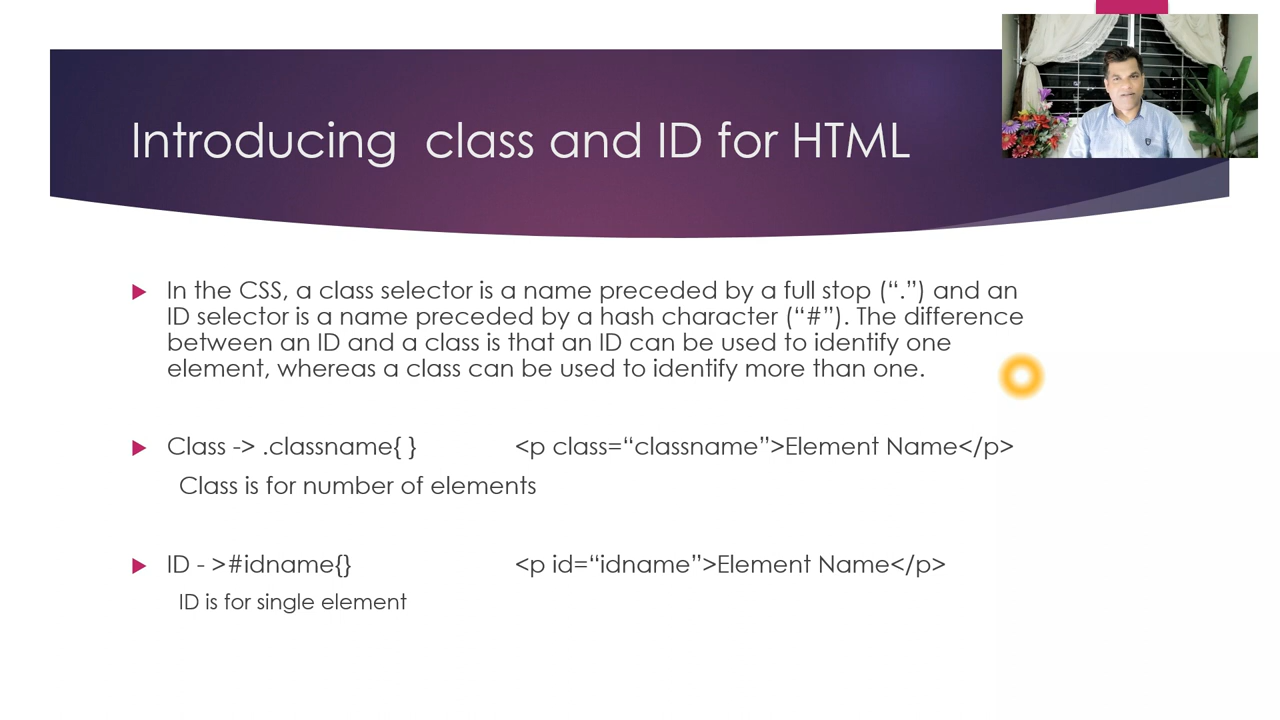 Introducing  class and ID for HTML
In the CSS, a class selector is a name preceded by a full stop (“.”) and an
ID selector is a name preceded by a hash character (“#”). The difference
between an ID and a class is that an ID can be used to identify one
element, whereas a class can be used to identify more than one.
Class -> .classname{ } <p class=“classname”>Element Name</p>
Class is for number of elements
ID - >#idname{} <p id=“idname”>Element Name</p>
ID is for single element